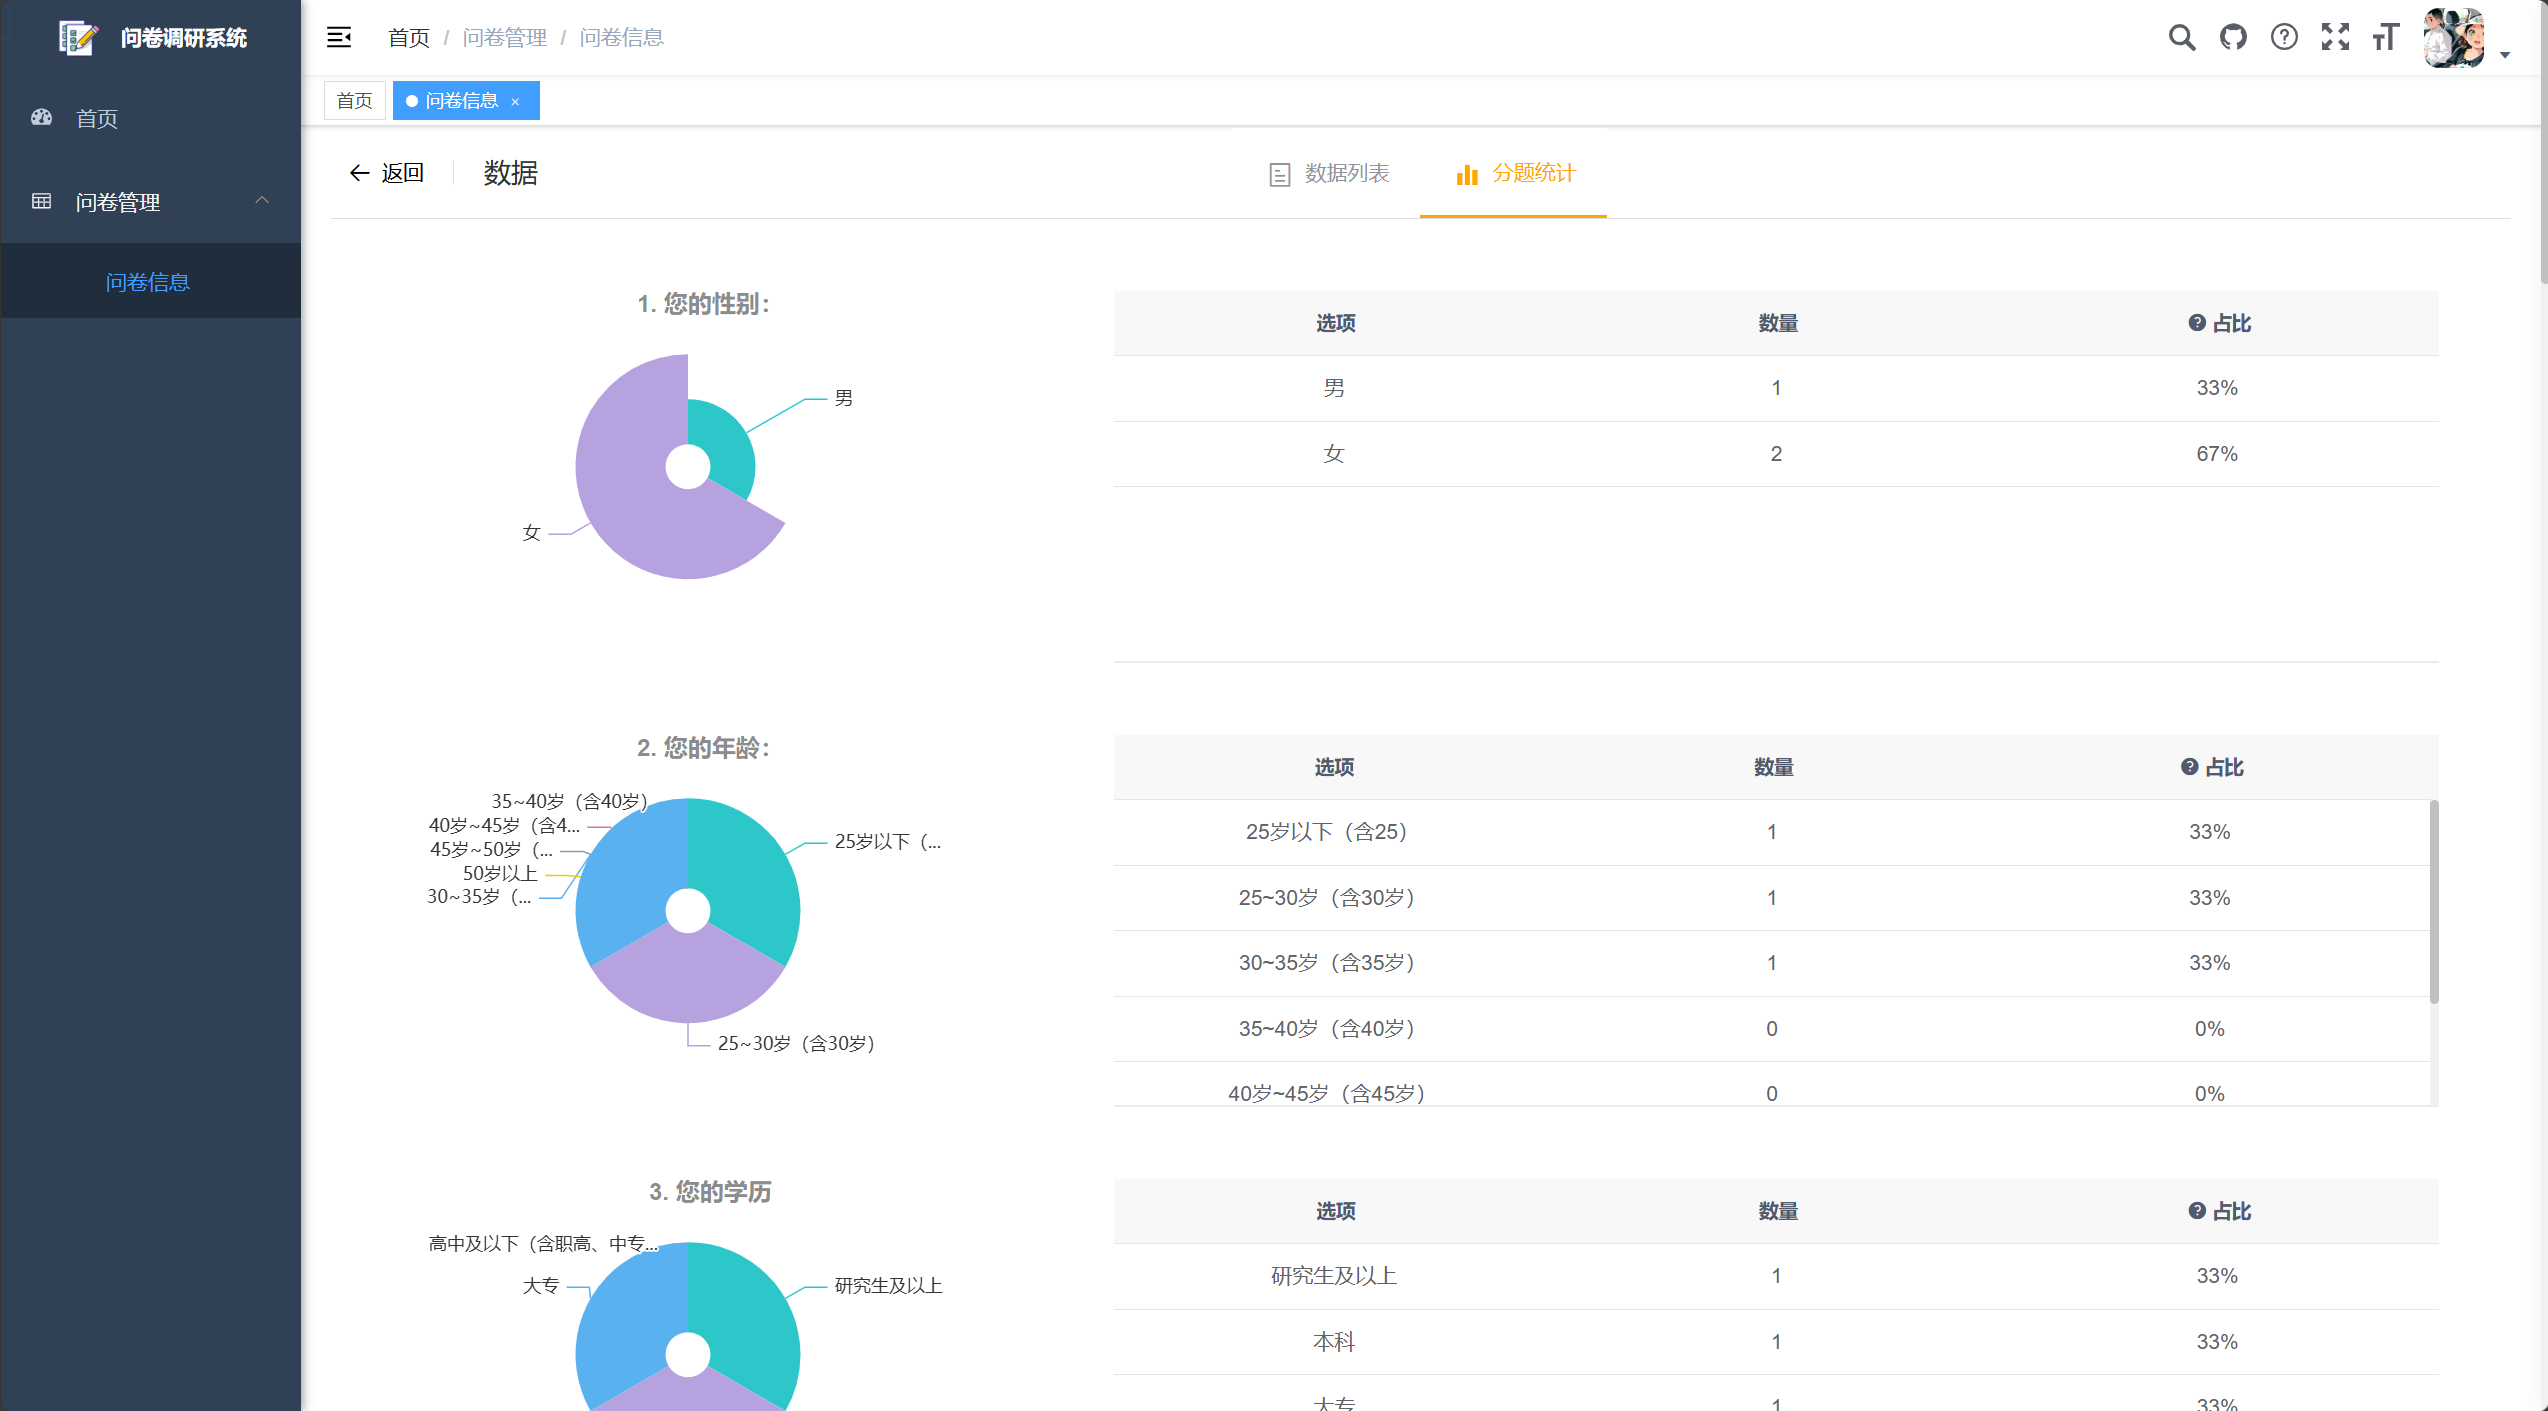 问卷调研系统
首页
问卷管理
问卷信息
首页 / 问卷管理 / 问卷信息
首页
问卷信息 ×
返回
数据
数据列表
分题统计
1. 您的性别：
男
女
选项 数量 占比
男 1 33%
女 2 67%
2. 您的年龄：
35~40岁（含40岁）
40岁~45岁（含4...
45岁~50岁（...
50岁以上
30~35岁（...
25岁以下（...
25~30岁（含30岁）
选项 数量 占比
25岁以下（含25） 1 33%
25~30岁（含30岁） 1 33%
30~35岁（含35岁） 1 33%
35~40岁（含40岁） 0 0%
40岁~45岁（含45岁） 0 0%
3. 您的学历
高中及以下（含职高、中专...
大专
研究生及以上
选项 数量 占比
研究生及以上 1 33%
本科 1 33%
大专 1 33%